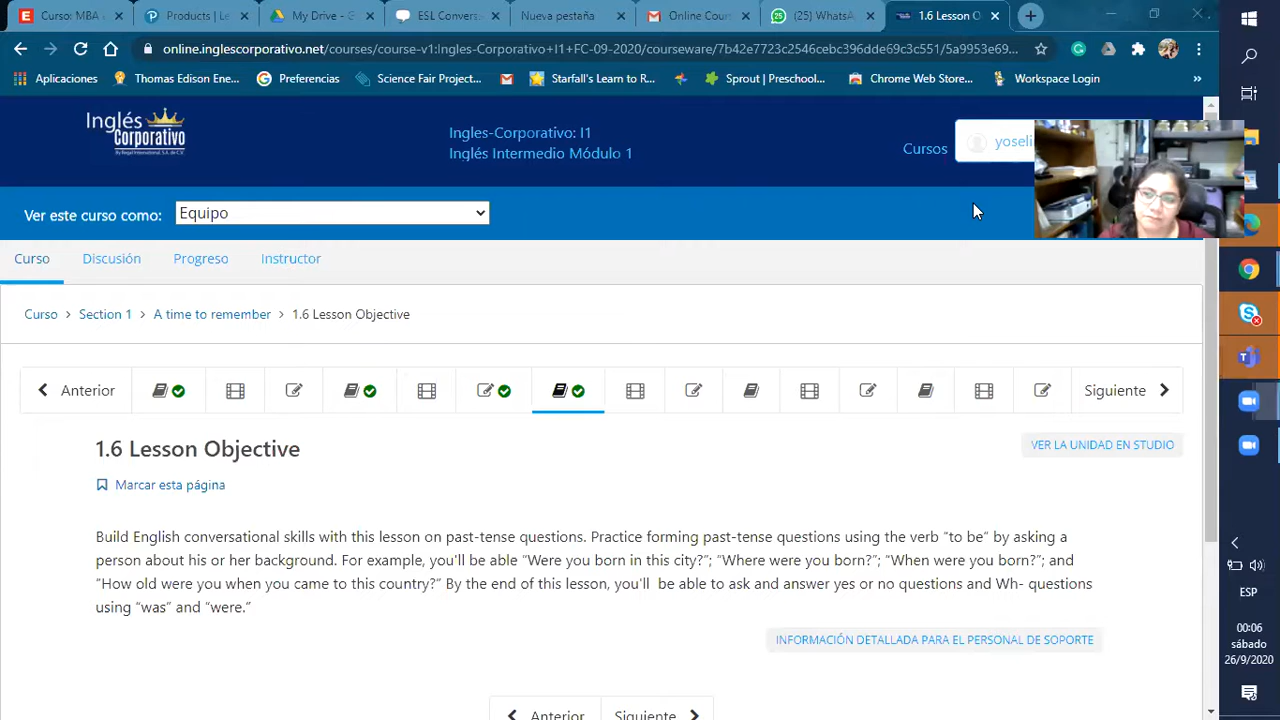 Curso: MBA
Products | Le
My Drive - G
ESL Convers
Nueva pestaña
Online Cour
(25) WhatsA
1.6 Lesson O
online.inglescorporativo.net/courses/course-v1:Ingles-Corporativo+I1+FC-09-2020/courseware/7b42e7723c2546cebc396dde69c3c551/5a9953e69...
Aplicaciones
Thomas Edison Ene...
Preferencias
Science Fair Project...
Starfall's Learn to R...
Sprout | Preschool...
Chrome Web Store...
Workspace Login
»
Inglés
Corporativo
By Regal International, S.A. de C.V.
Ingles-Corporativo: I1
Inglés Intermedio Módulo 1
Cursos
yoseli
Ver este curso como:
Equipo
Curso
Discusión
Progreso
Instructor
Curso > Section 1 > A time to remember > 1.6 Lesson Objective
Anterior
Siguiente
1.6 Lesson Objective
VER LA UNIDAD EN STUDIO
Marcar esta página
Build English conversational skills with this lesson on past-tense questions. Practice forming past-tense questions using the verb “to be” by asking a
person about his or her background. For example, you'll be able “Were you born in this city?”; “Where were you born?”; “When were you born?”; and
“How old were you when you came to this country?” By the end of this lesson, you'll be able to ask and answer yes or no questions and Wh- questions
using “was” and “were.”
INFORMACIÓN DETALLADA PARA EL PERSONAL DE SOPORTE
Anterior
Siguiente
ESP
00:06
sábado
26/9/2020